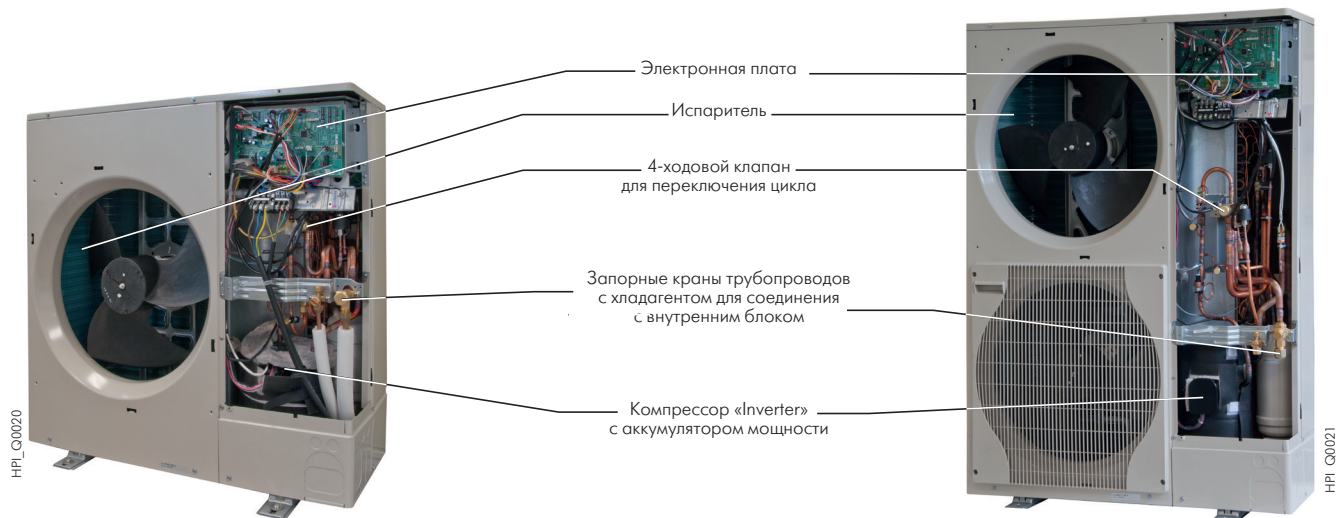 Электронная плата
Испаритель
4-ходовой клапан
для переключения цикла
Запорные краны трубопроводов
с хладагентом для соединения
с внутренним блоком
Компрессор «Inverter»
с аккумулятором мощности
HPI_Q0020
HPI_Q0021